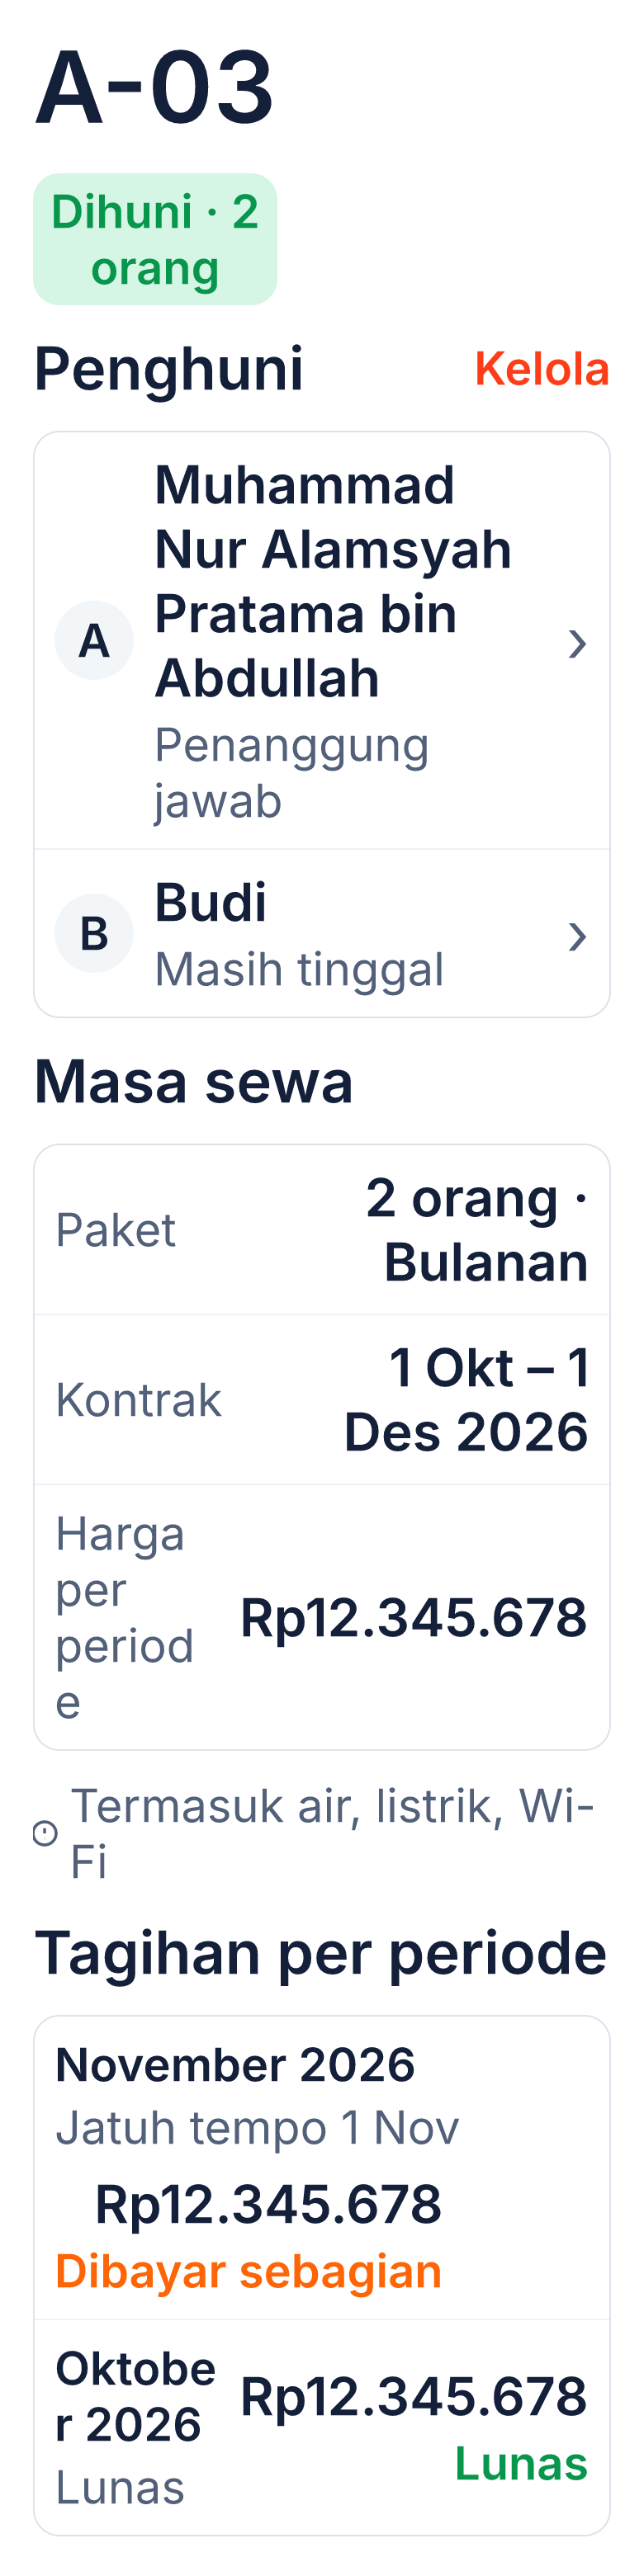 A-03
Dihuni · 2
orang
Penghuni
Kelola
A
Muhammad
Nur Alamsyah
Pratama bin
Abdullah
Penanggung
jawab
›
B
Budi
Masih tinggal
›
Masa sewa
Paket
2 orang ·
Bulanan
Kontrak
1 Okt – 1
Des 2026
Harga
per
period
e
Rp12.345.678
Termasuk air, listrik, Wi-
Fi
Tagihan per periode
November 2026
Jatuh tempo 1 Nov
Rp12.345.678
Dibayar sebagian
Oktobe
r 2026
Lunas
Rp12.345.678
Lunas